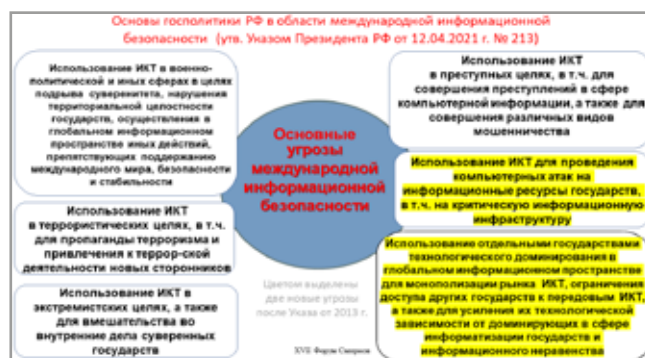 Основы госполитики РФ в области международной информационной
безопасности (утв. Указом Президента РФ от 12.04.2021 г. № 213)
Использование ИКТ в военно-
политической и иных сферах в целях
подрыва суверенитета, нарушения
территориальной целостности
государств, осуществления в
глобальном информационном
пространстве иных действий,
препятствующих поддержанию
международного мира, безопасности
и стабильности
Использование ИКТ
в террористических целях, в т.ч.
для пропаганды терроризма и
привлечения к террор-ской
деятельности новых сторонников
Использование ИКТ в
экстремистских целях, а также
для вмешательства во
внутренние дела суверенных
государств
Основные
угрозы
международной
информационной
безопасности
Цветом выделены
две новые угрозы
после Указа от 2013 г.
Использование ИКТ
в преступных целях, в т.ч. для
совершения преступлений в сфере
компьютерной информации, а также для
совершения различных видов
мошенничества
Использование ИКТ для проведения
компьютерных атак на
информационные ресурсы государств,
в т.ч. на критическую информационную
инфраструктуру
Использование отдельными государствами
технологического доминирования в
глобальном информационном пространстве
для монополизации рынка ИКТ, ограничения
доступа других государств к передовым ИКТ,
а также для усиления их технологической
зависимости от доминирующих в сфере
информатизации государств и
информационного неравенства
XVII Форум Смирнов